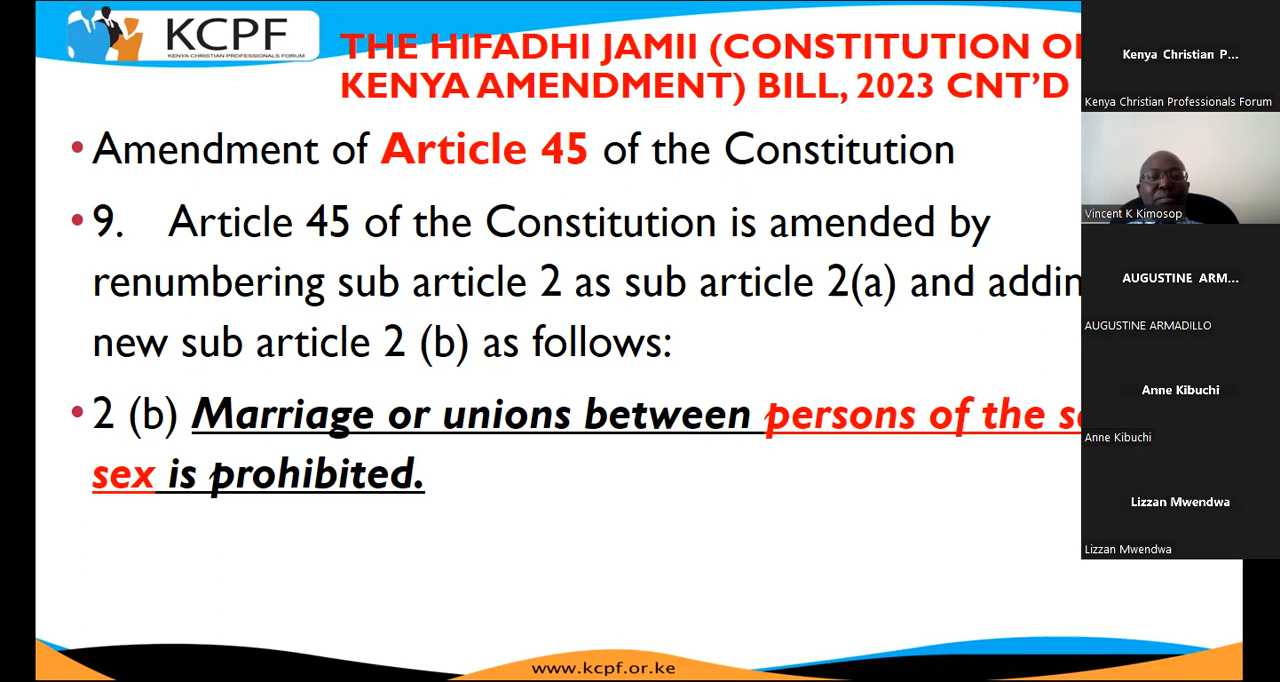 KCPF
KENYA CHRISTIAN PROFESSIONALS FORUM
THE HIFADHI JAMII (CONSTITUTION
KENYA AMENDMENT) BILL, 2023 CNT’D
• Amendment of Article 45 of the Constitution
• 9. Article 45 of the Constitution is amended by
renumbering sub article 2 as sub article 2(a) and
new sub article 2 (b) as follows:
• 2 (b) Marriage or unions between persons of the
sex is prohibited.
www.kcpf.or.ke
Kenya Christian P...
Kenya Christian Professionals Forum
Vincent K Kimosop
AUGUSTINE ARM...
AUGUSTINE ARMADILLO
Anne Kibuchi
Anne Kibuchi
Lizzan Mwendwa
Lizzan Mwendwa